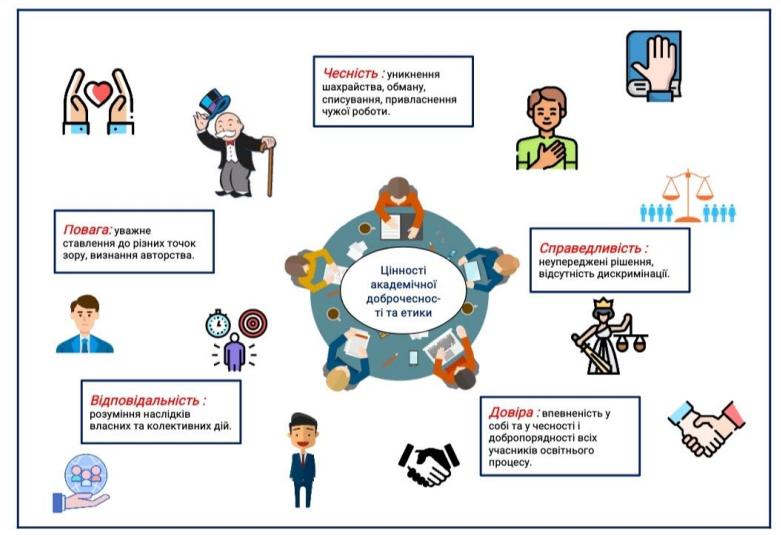 Чесність : уникнення
шахрайства, обману,
списування, привласнення
чужої роботи.
Повага: уважне
ставлення до різних точок
зору, визнання авторства.
Цінності
академічної
доброчеснос-
ті та етики
Справедливість :
неупереджені рішення,
відсутність дискримінації.
Відповідальність :
розуміння наслідків
власних та колективних дій.
Довіра : впевненість у
собі та у чесності і
добропорядності всіх
учасників освітнього
процесу.